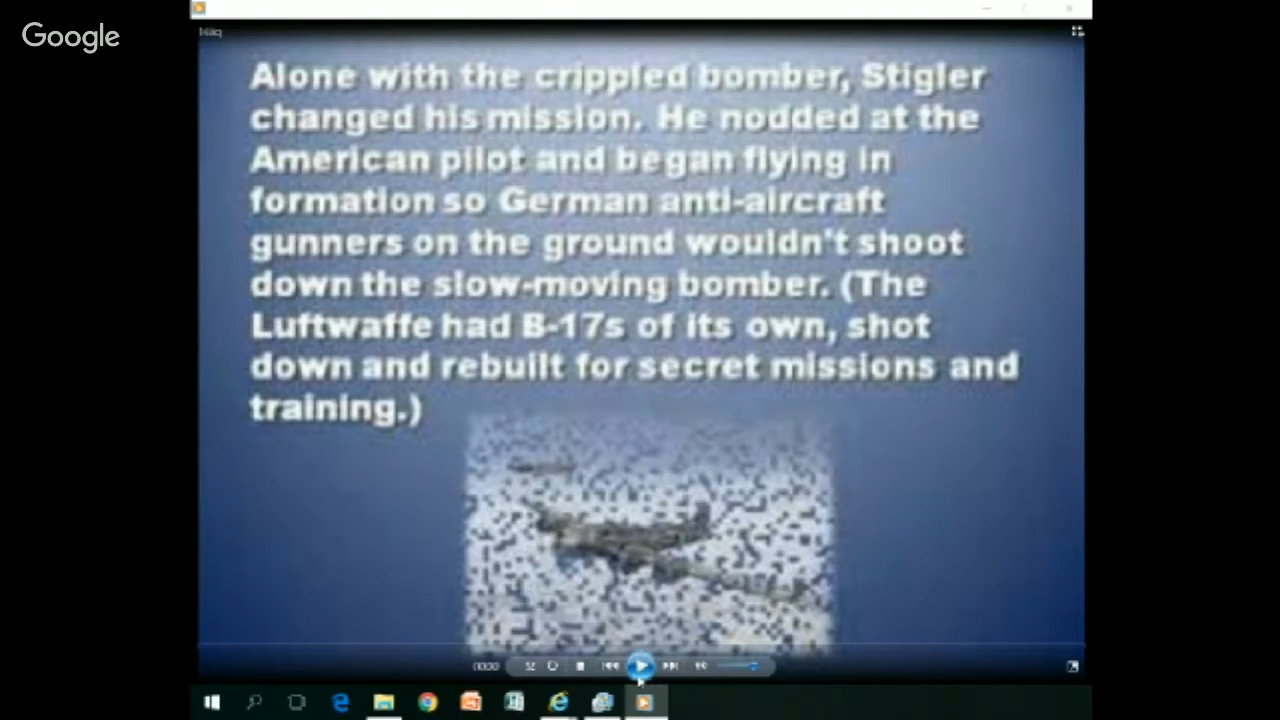 Google
Alone with the crippled bomber, Stigler
changed his mission. He nodded at the
American pilot and began flying in
formation so German anti-aircraft
gunners on the ground wouldn't shoot
down the slow-moving bomber. (The
Luftwaffe had B-17s of its own, shot
down and rebuilt for secret missions and
training.)
00:00